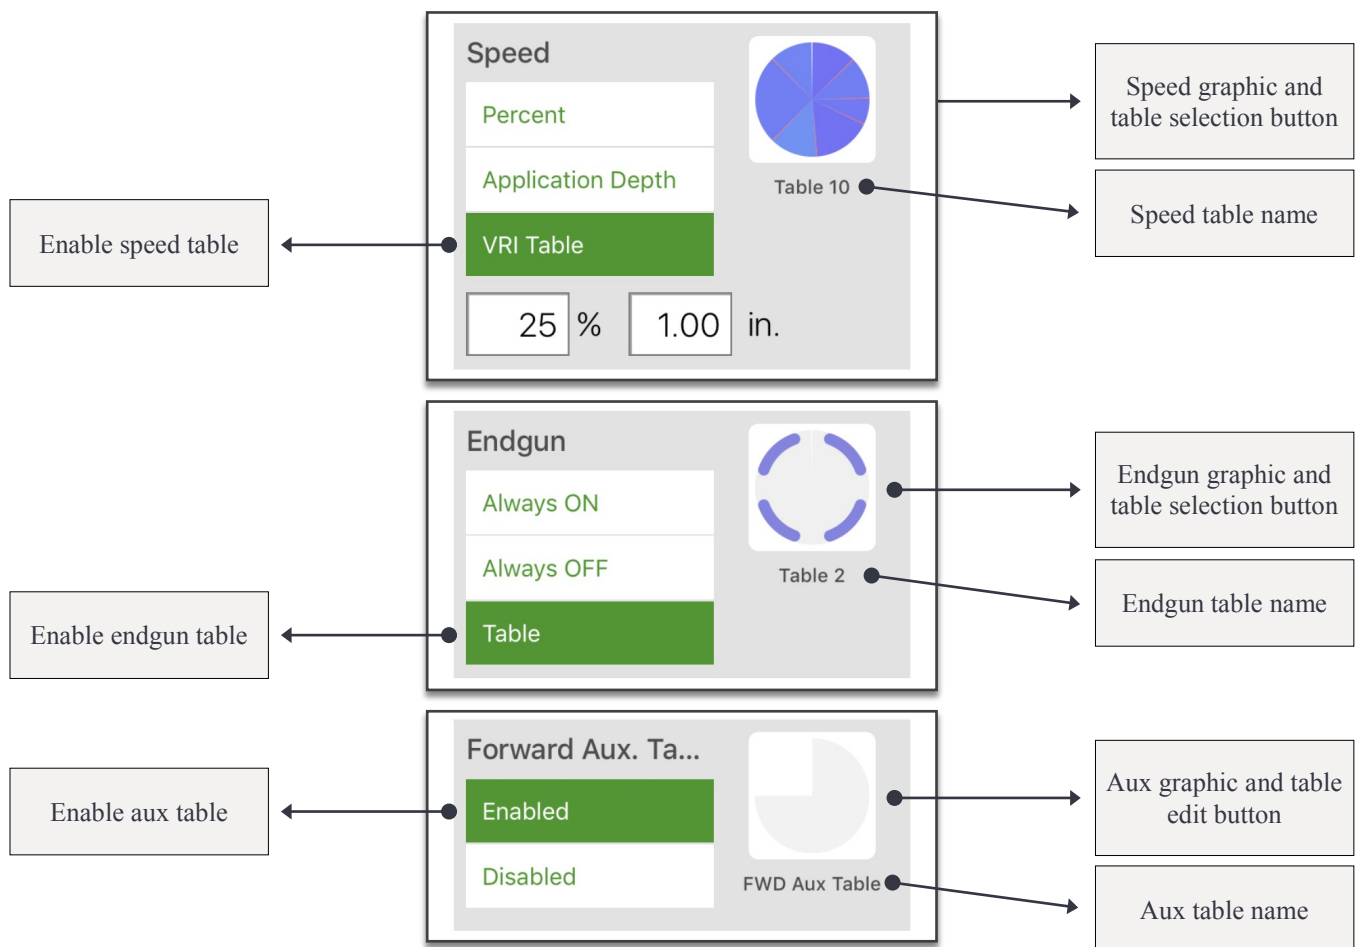 Speed
Percent
Application Depth
VRI Table
25 %
1.00 in.
Table 10
Speed graphic and
table selection button
Speed table name
Enable speed table
Endgun
Always ON
Always OFF
Table
Table 2
Endgun graphic and
table selection button
Endgun table name
Enable endgun table
Forward Aux. Ta...
Enabled
Disabled
FWD Aux Table
Aux graphic and table
edit button
Aux table name
Enable aux table